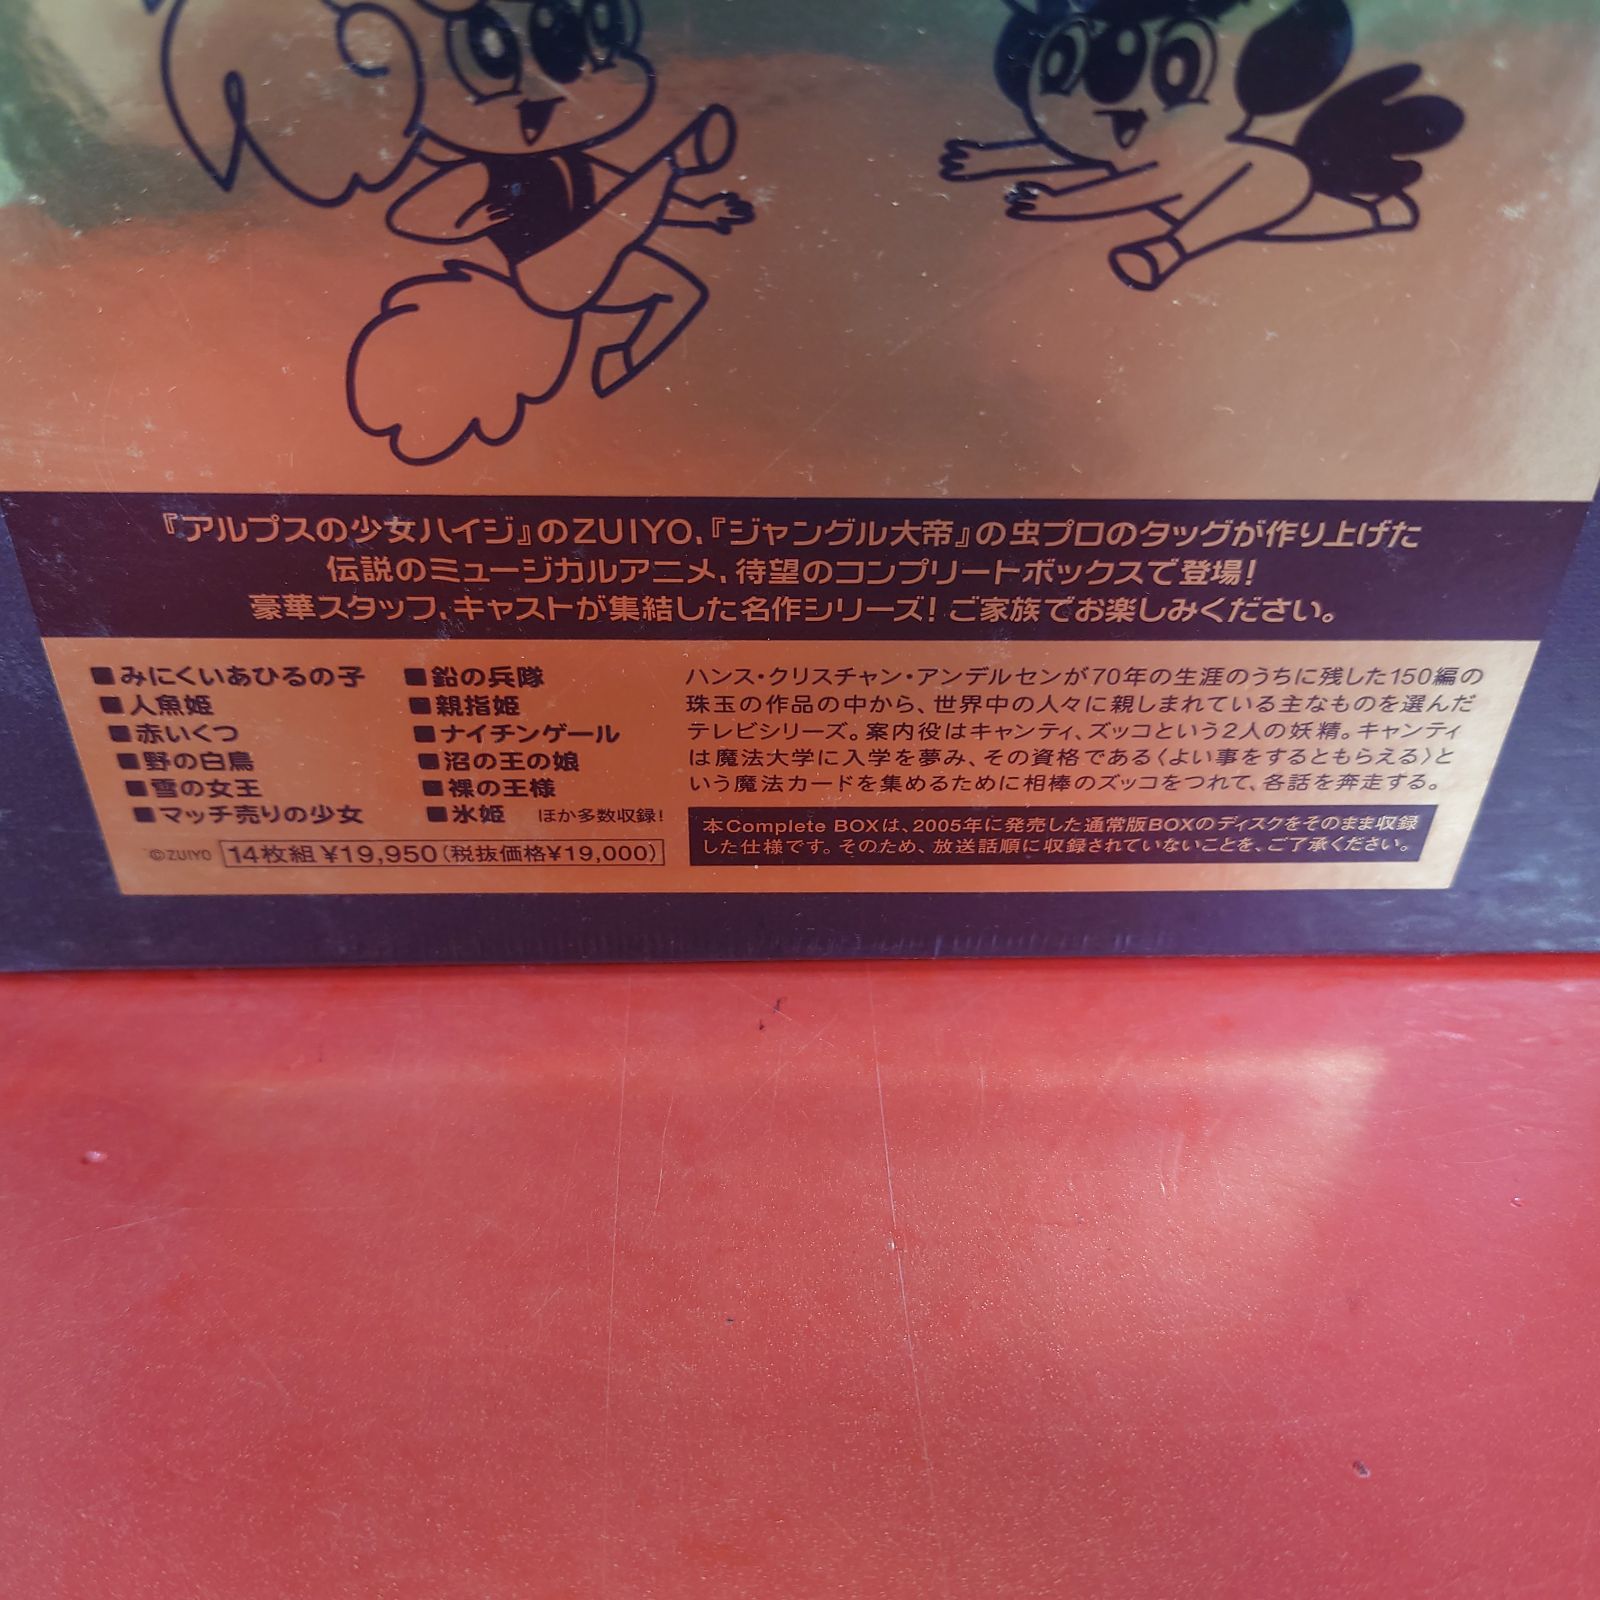 『アルプスの少女ハイジ』のZUIYO、『ジャングル大帝』の虫プロのタッグが作り上げた
伝説のミュージカルアニメ、待望のコンプリートボックスで登場!
豪華スタッフ、キャストが集結した名作シリーズ!ご家族でお楽しみください。
■みにくいあひるの子
■人魚姫
■赤いくつ
■野の白鳥
■雪の女王
■マッチ売りの少女
■鉛の兵隊
■親指姫
■ナイチンゲール
■沼の王の娘
■裸の王様
■氷姫 ほか多数収録!
©ZUIYO 14枚組¥19,950(税抜価格¥19,000)
ハンス・クリスチャン・アンデルセンが70年の生涯のうちに残した150編の
珠玉の作品の中から、世界中の人々に親しまれている主なものを選んだ
テレビシリーズ。案内役はキャンティ、ズッコという2人の妖精。キャンティ
は魔法大学に入学を夢み、その資格である〈よい事をするともらえる〉と
いう魔法カードを集めるために相棒のズッコをつれて、各話を奔走する。
本Complete BOXは、2005年に発売した通常版BOXのディスクをそのまま収録
した仕様です。そのため、放送話順に収録されていないことを、ご了承ください。